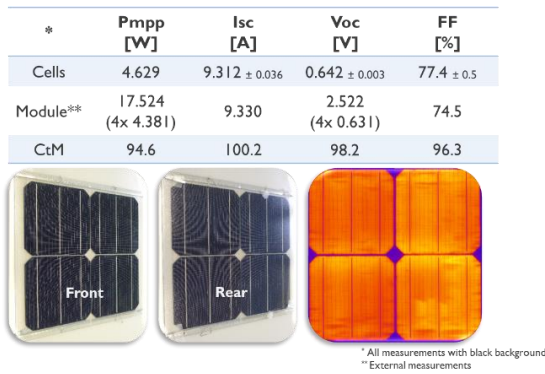 * Pmpp [W] Isc [A] Voc [V] FF [%]
Cells 4.629 9.312 ± 0.036 0.642 ± 0.003 77.4 ± 0.5
Module** 17.524 (4x 4.381) 9.330 2.522 (4x 0.631) 74.5
CtM 94.6 100.2 98.2 96.3
Front Rear
* All measurements with black background
** External measurements